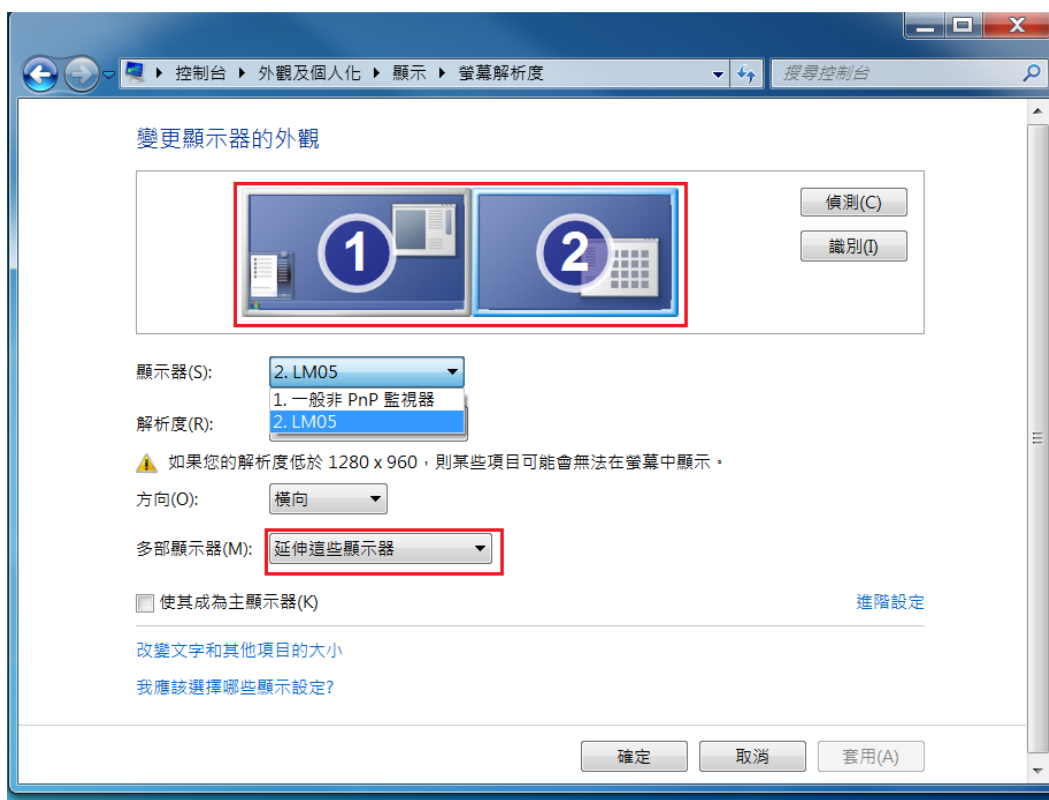 控制台 ▶ 外觀及個人化 ▶ 顯示 ▶ 螢幕解析度
搜尋控制台
變更顯示器的外觀
1
2
偵測(C)
識別(I)
顯示器(S):
2. LM05
1. 一般非 PnP 監視器
2. LM05
解析度(R):
如果您的解析度低於 1280 x 960，則某些項目可能會無法在螢幕中顯示。
方向(O):
橫向
多部顯示器(M):
延伸這些顯示器
使其成為主顯示器(K)
進階設定
改變文字和其他項目的大小
我應該選擇哪些顯示設定?
確定
取消
套用(A)